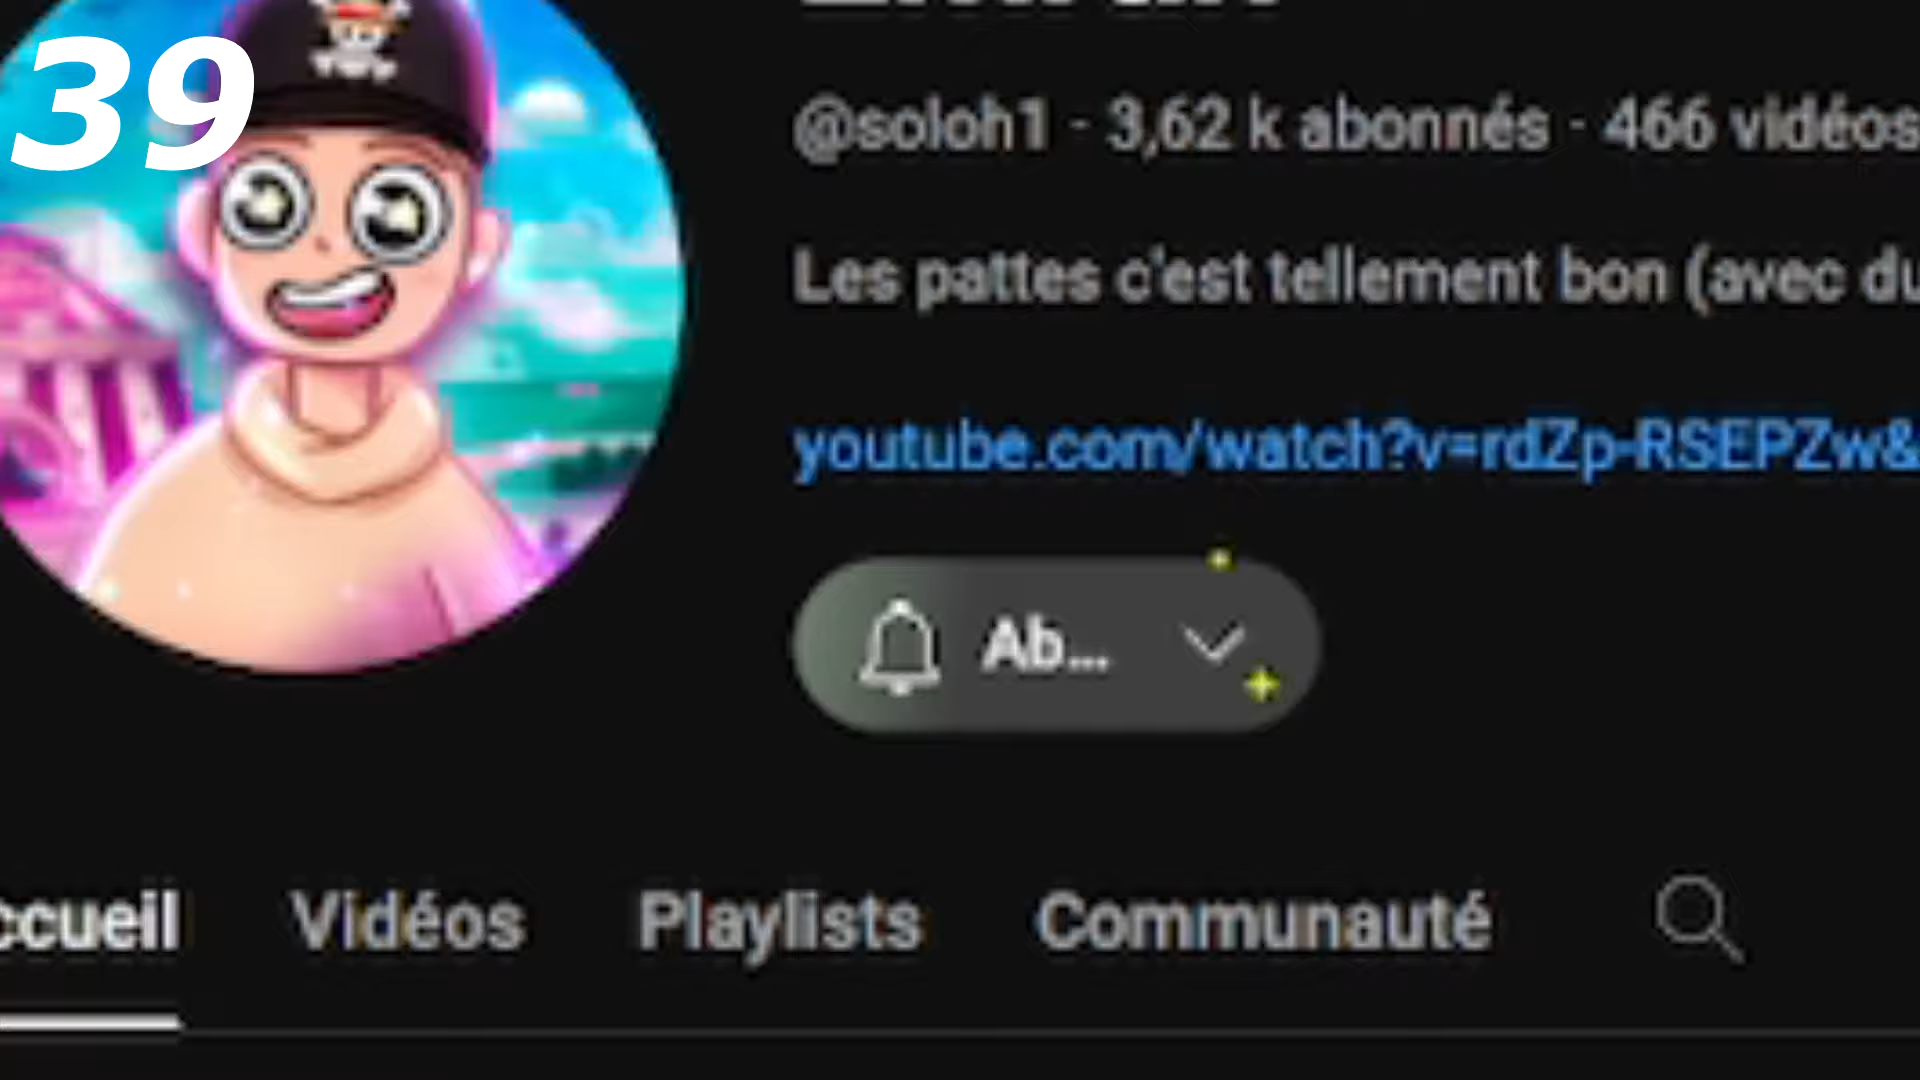 39
@soloh1 · 3,62 k abonnés · 466 vidéos
Les pattes c'est tellement bon (avec du
youtube.com/watch?v=rdZp-RSEPZw&
Ab...
ccueil Vidéos Playlists Communauté